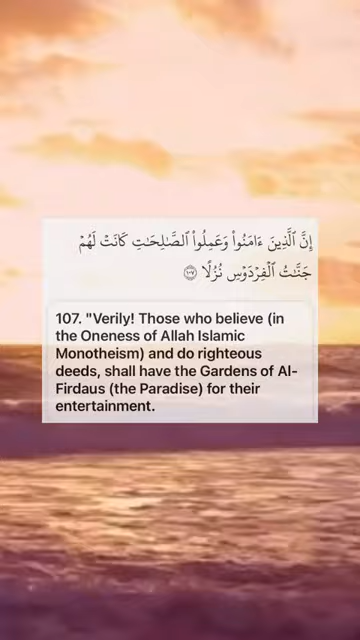 إِنَّ ٱلَّذِينَ ءَامَنُوا۟ وَعَمِلُوا۟ ٱلصَّـٰلِحَـٰتِ كَانَتْ لَهُمْ
جَنَّـٰتُ ٱلْفِرْدَوْسِ نُزُلًا ١٠٧
107. "Verily! Those who believe (in
the Oneness of Allah Islamic
Monotheism) and do righteous
deeds, shall have the Gardens of Al-
Firdaus (the Paradise) for their
entertainment.